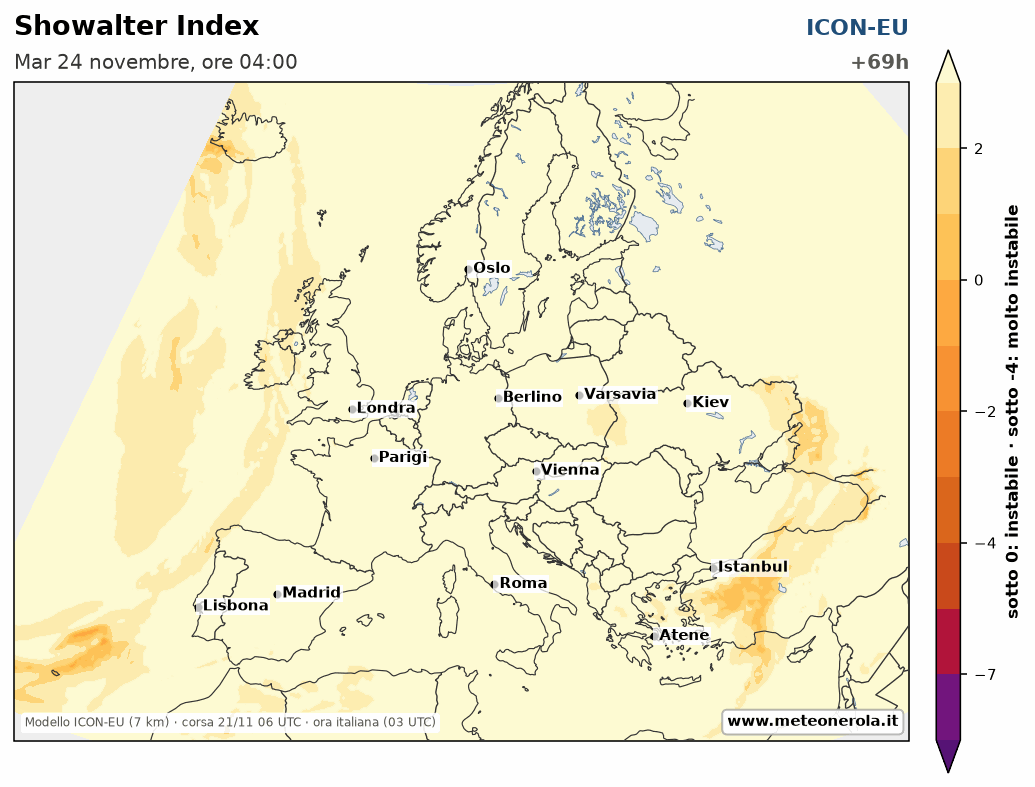 Showalter Index
ICON-EU
Mar 24 novembre, ore 04:00
+69h
Oslo
Berlino
Varsavia
Kiev
Londra
Parigi
Vienna
Istanbul
Roma
Madrid
Lisbona
Atene
2
0
−2
−4
−7
sotto 0: instabile · sotto -4: molto instabile
Modello ICON-EU (7 km) · corsa 21/11 06 UTC · ora italiana (03 UTC)
www.meteonerola.it